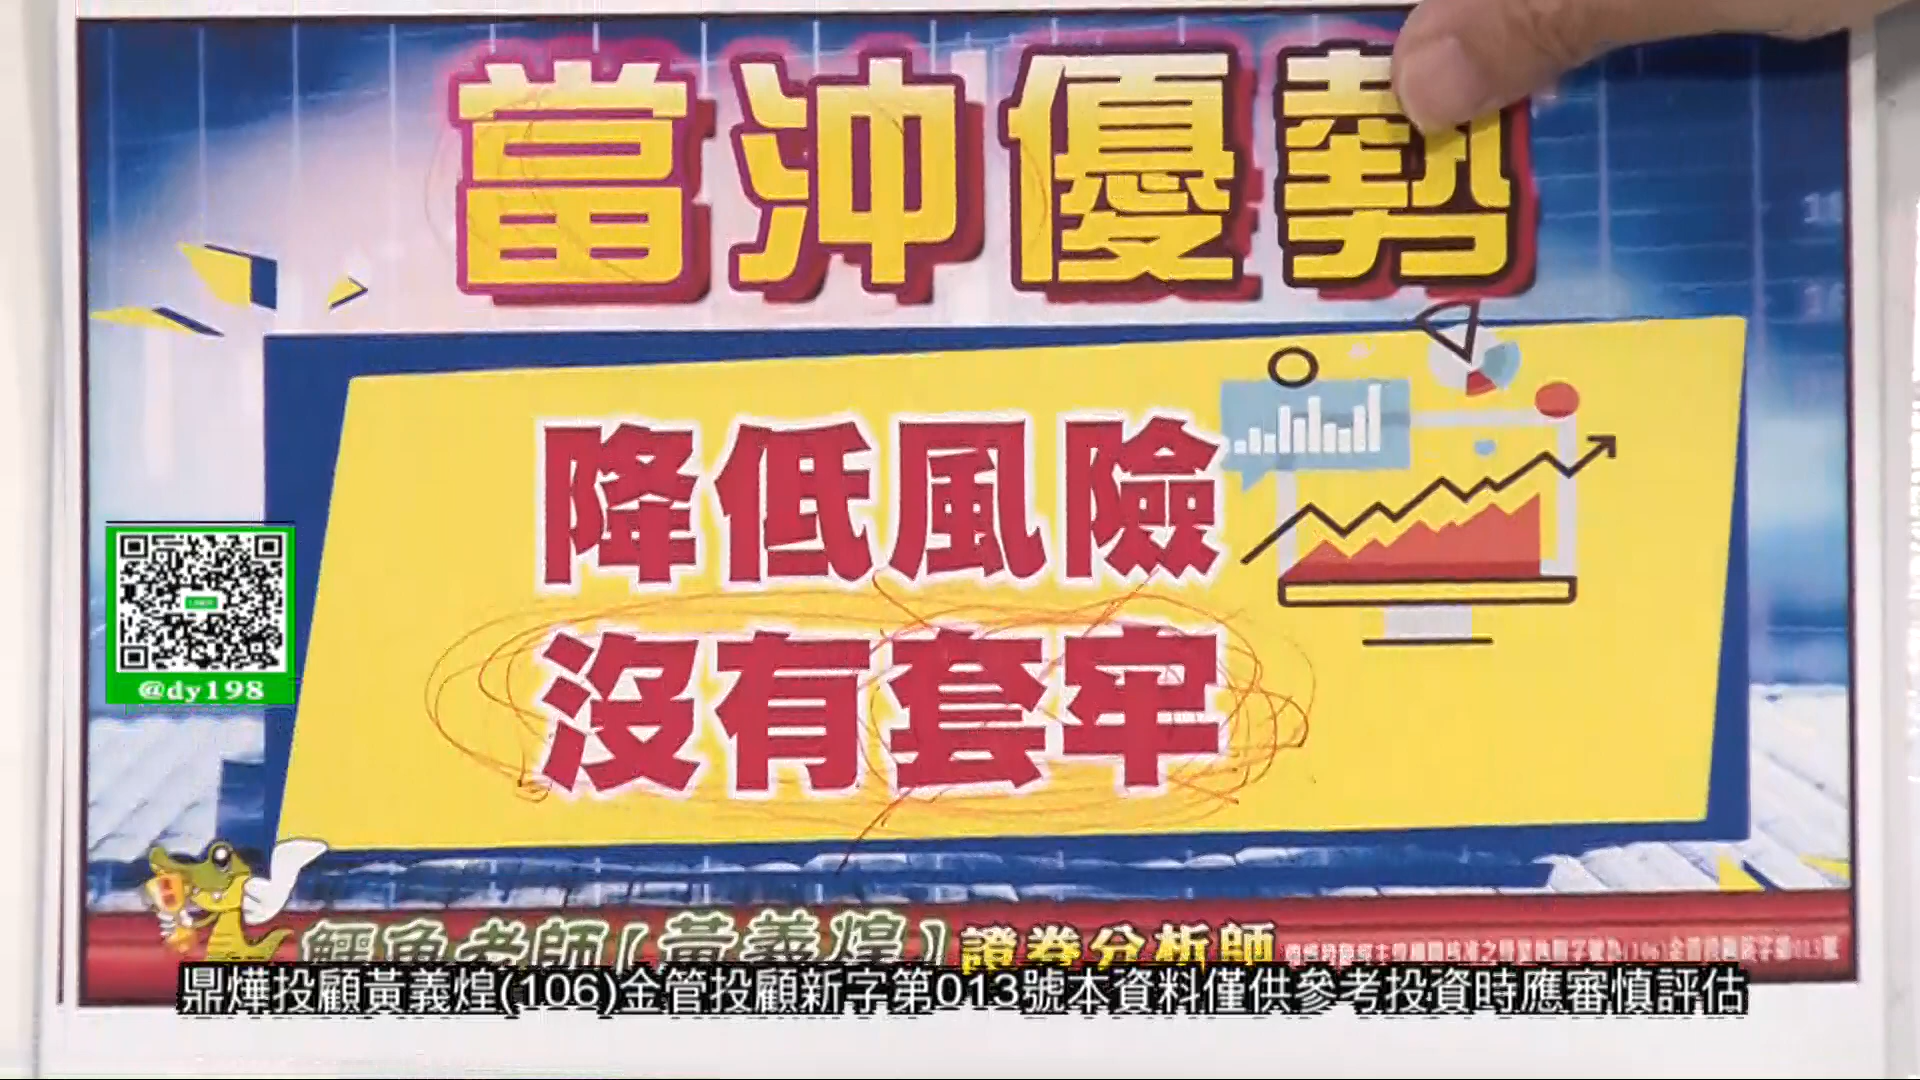 當沖優勢
降低風險
沒有套牢
@dy198
鱷魚老師[黃義煌]證券分析師
鼎燁投顧黃義煌(106)金管投顧新字第013號本資料僅供參考投資時應審慎評估